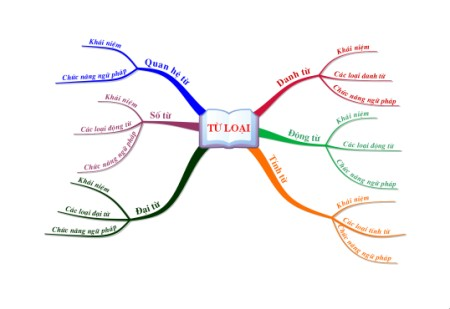 TỪ LOẠI
Danh từ
Khái niệm
Các loại danh từ
Chức năng ngữ pháp
Động từ
Khái niệm
Các loại động từ
Chức năng ngữ pháp
Tính từ
Khái niệm
Các loại tính từ
Chức năng ngữ pháp
Đại từ
Khái niệm
Các loại đại từ
Chức năng ngữ pháp
Số từ
Khái niệm
Các loại động từ
Chức năng ngữ pháp
Quan hệ từ
Khái niệm
Chức năng ngữ pháp